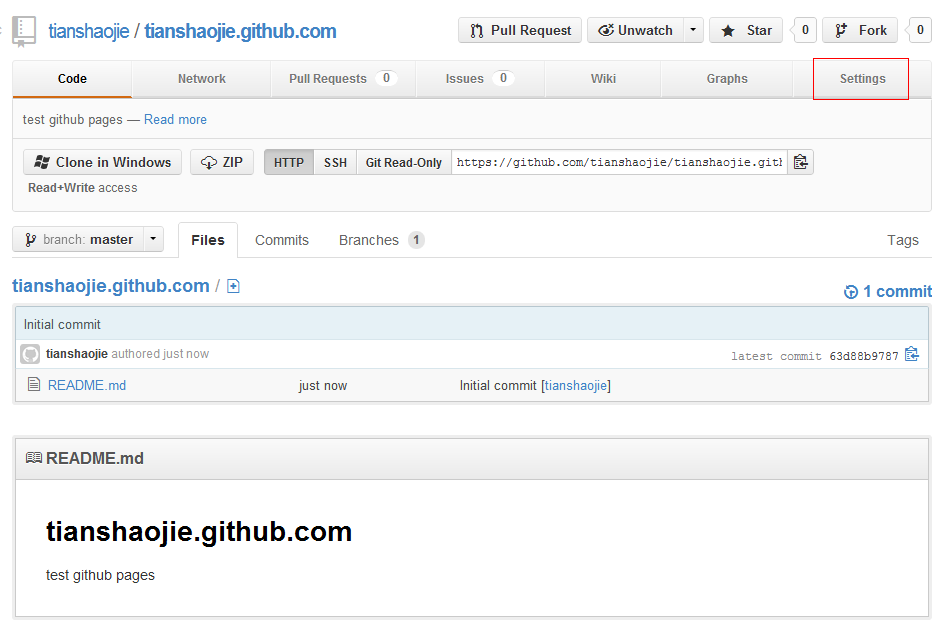 tianshaojie / tianshaojie.github.com
Pull Request Unwatch Star 0 Fork 0
Code Network Pull Requests 0 Issues 0 Wiki Graphs Settings
test github pages — Read more
Clone in Windows ZIP HTTP SSH Git Read-Only https://github.com/tianshaojie/tianshaojie.gith
Read+Write access
branch: master Files Commits Branches 1 Tags
tianshaojie.github.com /
1 commit
Initial commit
tianshaojie authored just now
latest commit 63d88b9787
README.md just now Initial commit [tianshaojie]
README.md
tianshaojie.github.com
test github pages